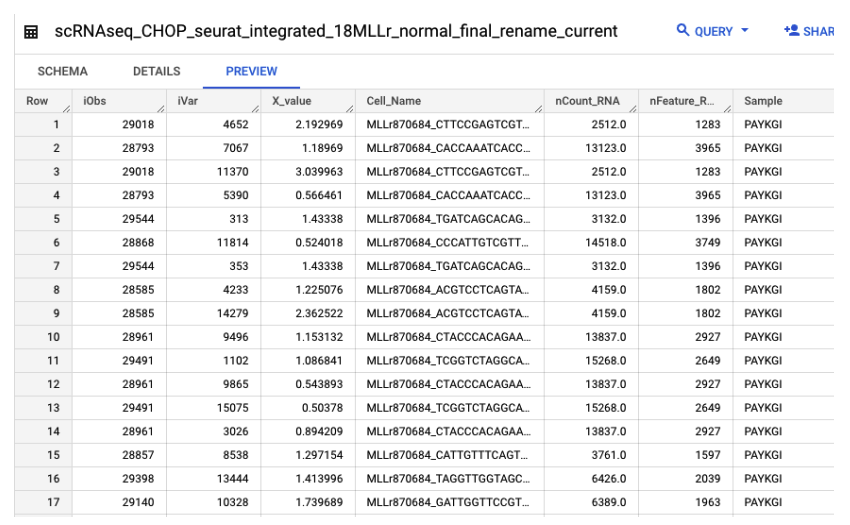 scRNAseq_CHOP_seurat_integrated_18MLLr_normal_final_rename_current QUERY SHAR
SCHEMA DETAILS PREVIEW
Row iObs iVar X_value Cell_Name nCount_RNA nFeature_R... Sample
1 29018 4652 2.192969 MLLr870684_CTTCCGAGTCGT... 2512.0 1283 PAYKGI
2 28793 7067 1.18969 MLLr870684_CACCAAATCACC... 13123.0 3965 PAYKGI
3 29018 11370 3.039963 MLLr870684_CTTCCGAGTCGT... 2512.0 1283 PAYKGI
4 28793 5390 0.566461 MLLr870684_CACCAAATCACC... 13123.0 3965 PAYKGI
5 29544 313 1.43338 MLLr870684_TGATCAGCACAG... 3132.0 1396 PAYKGI
6 28868 11814 0.524018 MLLr870684_CCCATTGTCGTT... 14518.0 3749 PAYKGI
7 29544 353 1.43338 MLLr870684_TGATCAGCACAG... 3132.0 1396 PAYKGI
8 28585 4233 1.225076 MLLr870684_ACGTCCTCAGTA... 4159.0 1802 PAYKGI
9 28585 14279 2.362522 MLLr870684_ACGTCCTCAGTA... 4159.0 1802 PAYKGI
10 28961 9496 1.153132 MLLr870684_CTACCCACAGAA... 13837.0 2927 PAYKGI
11 29491 1102 1.086841 MLLr870684_TCGGTCTAGGCA... 15268.0 2649 PAYKGI
12 28961 9865 0.543893 MLLr870684_CTACCCACAGAA... 13837.0 2927 PAYKGI
13 29491 15075 0.50378 MLLr870684_TCGGTCTAGGCA... 15268.0 2649 PAYKGI
14 28961 3026 0.894209 MLLr870684_CTACCCACAGAA... 13837.0 2927 PAYKGI
15 28857 8538 1.297154 MLLr870684_CATTGTTTCAGT... 3761.0 1597 PAYKGI
16 29398 13444 1.413996 MLLr870684_TAGGTTGGTAGC... 6426.0 2039 PAYKGI
17 29140 10328 1.739689 MLLr870684_GATTGGTTCCGT... 6389.0 1963 PAYKGI